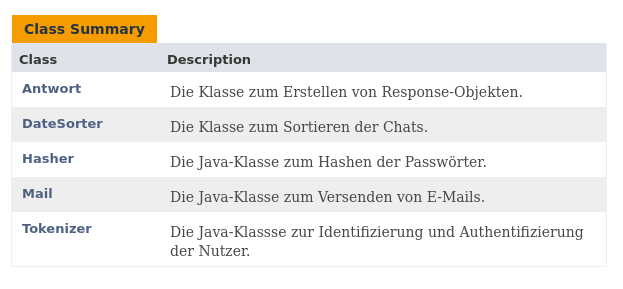 Class Summary
Class Description
Antwort Die Klasse zum Erstellen von Response-Objekten.
DateSorter Die Klasse zum Sortieren der Chats.
Hasher Die Java-Klasse zum Hashen der Passwörter.
Mail Die Java-Klasse zum Versenden von E-Mails.
Tokenizer Die Java-Klassse zur Identifizierung und Authentifizierung
der Nutzer.